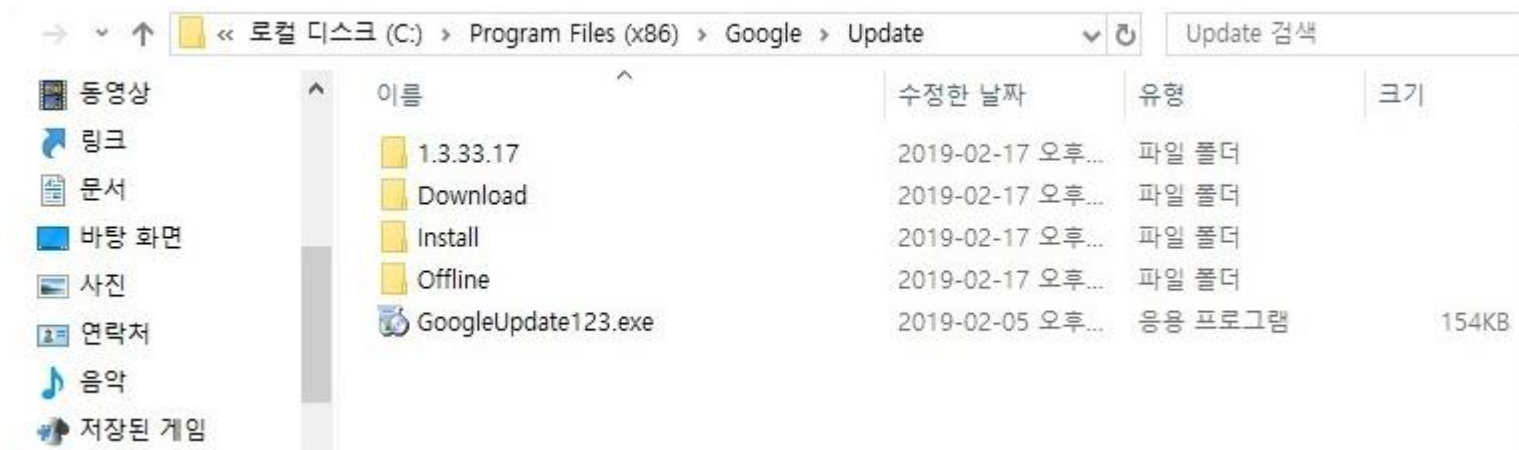 « 로컬 디스크 (C:) › Program Files (x86) › Google › Update
Update 검색
동영상
링크
문서
바탕 화면
사진
연락처
음악
저장된 게임
이름 수정한 날짜 유형 크기
1.3.33.17 2019-02-17 오후... 파일 폴더
Download 2019-02-17 오후... 파일 폴더
Install 2019-02-17 오후... 파일 폴더
Offline 2019-02-17 오후... 파일 폴더
GoogleUpdate123.exe 2019-02-05 오후... 응용 프로그램 154KB